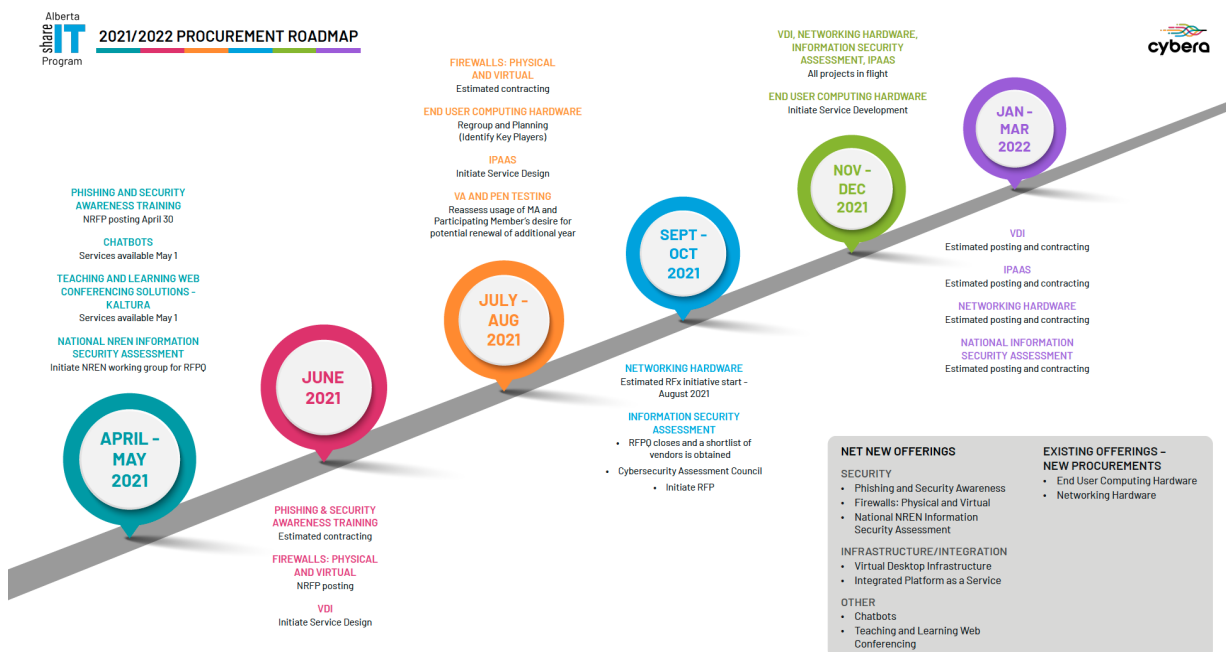 Alberta
share IT
Program
2021/2022 PROCUREMENT ROADMAP
cybera
PHISHING AND SECURITY
AWARENESS TRAINING
NRFP posting April 30
CHATBOTS
Services available May 1
TEACHING AND LEARNING WEB
CONFERENCING SOLUTIONS -
KALTURA
Services available May 1
NATIONAL NREN INFORMATION
SECURITY ASSESSMENT
Initiate NREN working group for RFPQ
APRIL -
MAY
2021
JUNE
2021
PHISHING & SECURITY
AWARENESS TRAINING
Estimated contracting
FIREWALLS: PHYSICAL
AND VIRTUAL
NRFP posting
VDI
Initiate Service Design
FIREWALLS: PHYSICAL
AND VIRTUAL
Estimated contracting
END USER COMPUTING HARDWARE
Regroup and Planning
(Identify Key Players)
IPAAS
Initiate Service Design
VA AND PEN TESTING
Reassess usage of MA and
Participating Member's desire for
potential renewal of additional year
JULY -
AUG
2021
SEPT -
OCT
2021
NETWORKING HARDWARE
Estimated RFx initiative start -
August 2021
INFORMATION SECURITY
ASSESSMENT
• RFPQ closes and a shortlist of
vendors is obtained
• Cybersecurity Assessment Council
• Initiate RFP
VDI, NETWORKING HARDWARE,
INFORMATION SECURITY
ASSESSMENT, IPAAS
All projects in flight
END USER COMPUTING HARDWARE
Initiate Service Development
NOV -
DEC
2021
JAN -
MAR
2022
VDI
Estimated posting and contracting
IPAAS
Estimated posting and contracting
NETWORKING HARDWARE
Estimated posting and contracting
NATIONAL INFORMATION
SECURITY ASSESSMENT
Estimated posting and contracting
NET NEW OFFERINGS
SECURITY
• Phishing and Security Awareness
• Firewalls: Physical and Virtual
• National NREN Information
Security Assessment
INFRASTRUCTURE/INTEGRATION
• Virtual Desktop Infrastructure
• Integrated Platform as a Service
OTHER
• Chatbots
• Teaching and Learning Web
Conferencing
EXISTING OFFERINGS –
NEW PROCUREMENTS
• End User Computing Hardware
• Networking Hardware